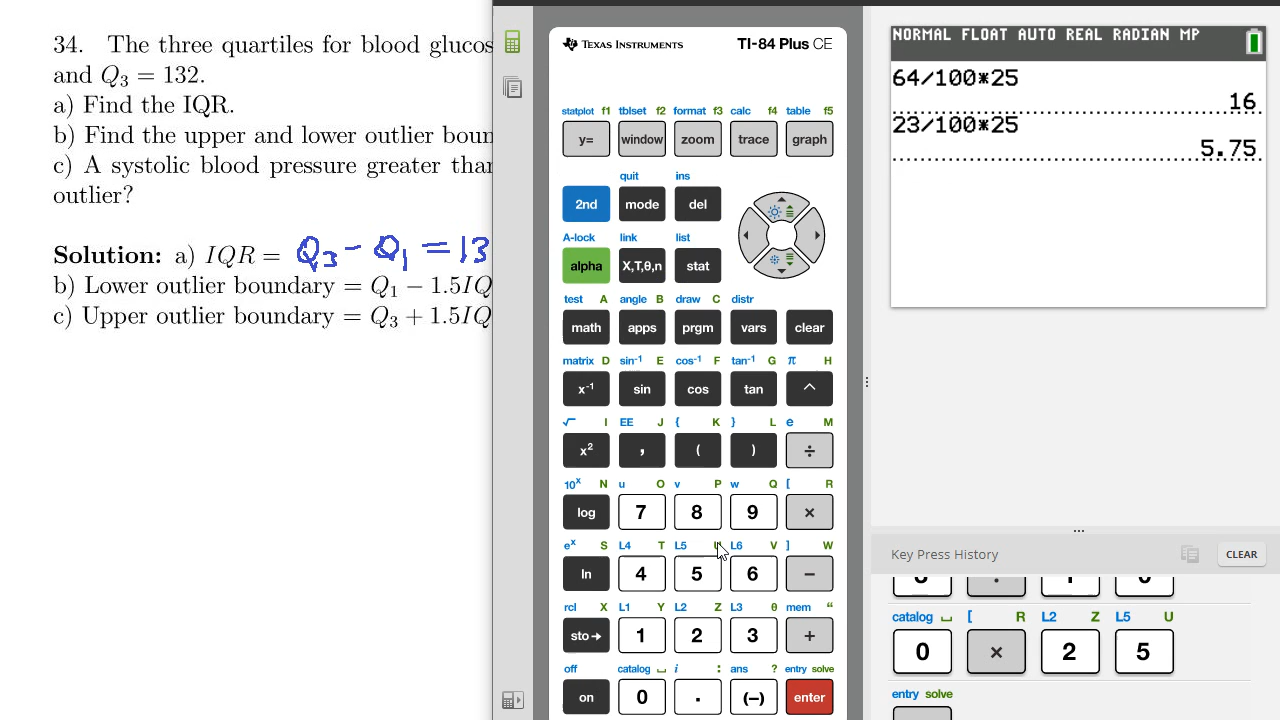 34. The three quartiles for blood glucos
and Q₃ = 132.
a) Find the IQR.
b) Find the upper and lower outlier boun
c) A systolic blood pressure greater than
outlier?
Solution: a) IQR = Q₃ − Q₁ = 13
b) Lower outlier boundary = Q₁ − 1.5IQ
c) Upper outlier boundary = Q₃ + 1.5IQ
TEXAS INSTRUMENTS TI-84 Plus CE
statplot f1 tblset f2 format f3 calc f4 table f5
y= window zoom trace graph
quit ins
2nd mode del
A-lock link list
alpha X,T,θ,n stat
test A angle B draw C distr
math apps prgm vars clear
matrix D sin⁻¹ E cos⁻¹ F tan⁻¹ G π H
x⁻¹ sin cos tan ^
√ I EE J { K } L e M
x² , ( ) ÷
10ˣ N u O v P w Q [ R
log 7 8 9 ×
eˣ S L4 T L5 U L6 V ] W
ln 4 5 6 −
rcl X L1 Y L2 Z L3 θ mem “
sto→ 1 2 3 +
off catalog ⎵ i : ans ? entry solve
on 0 . (−) enter
NORMAL FLOAT AUTO REAL RADIAN MP
64/100*25
16
23/100*25
5.75
Key Press History CLEAR
catalog ⎵ [ R L2 Z L5 U
0 × 2 5
entry solve